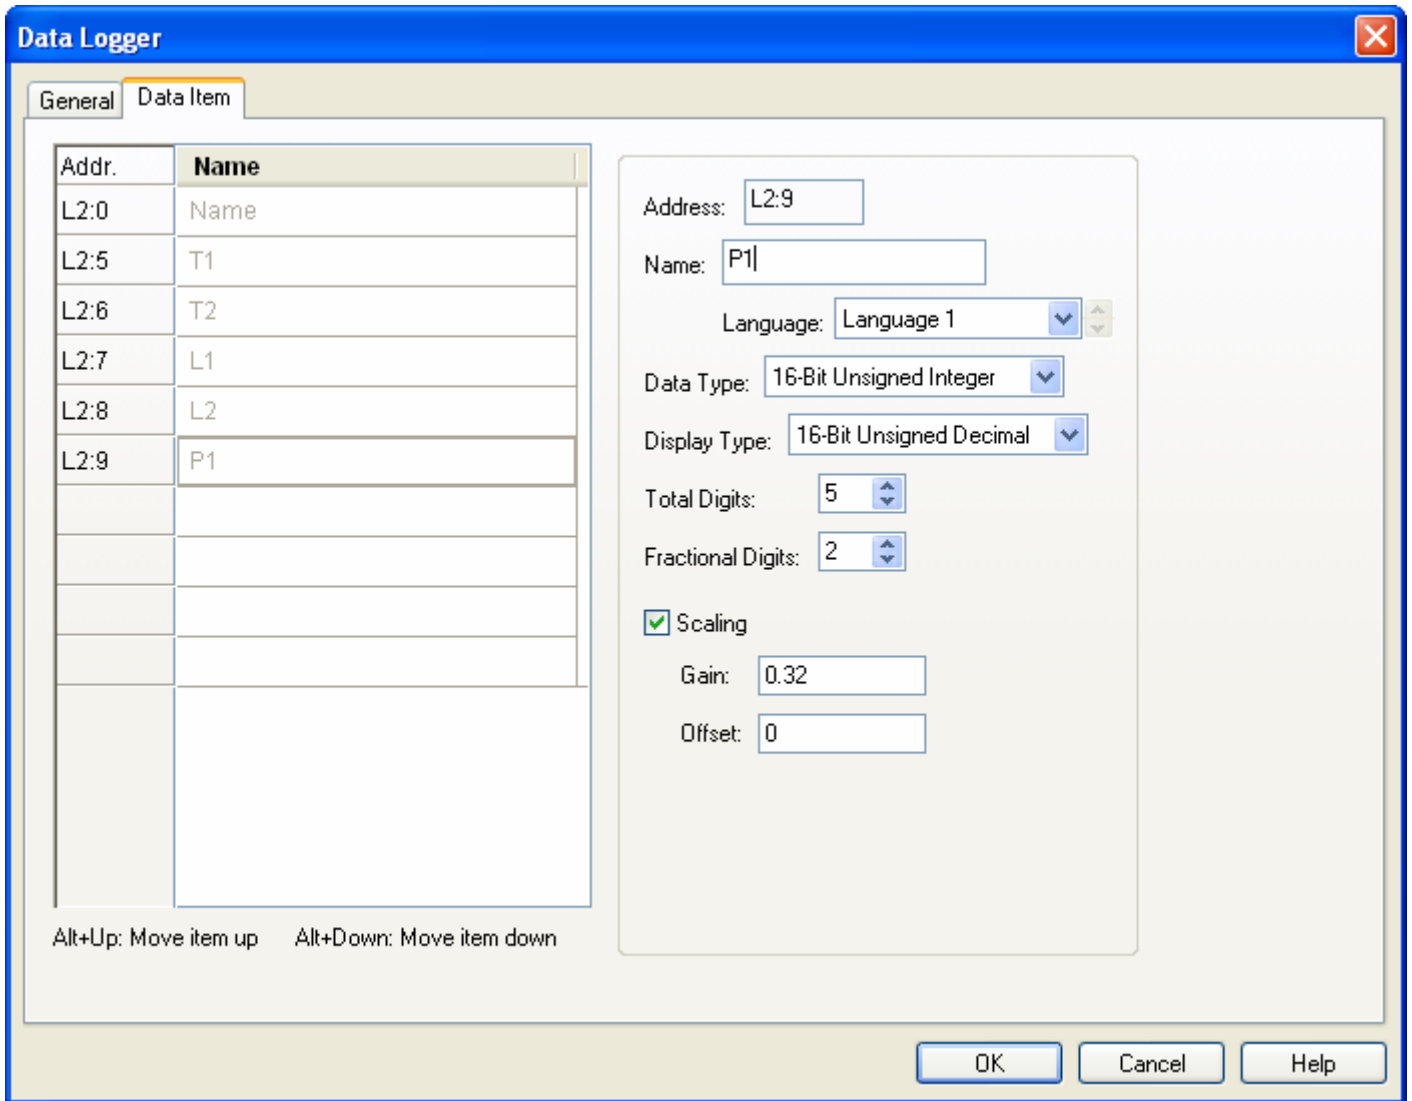 Data Logger
General Data Item
Addr. Name
L2:0 Name
L2:5 T1
L2:6 T2
L2:7 L1
L2:8 L2
L2:9 P1
Alt+Up: Move item up Alt+Down: Move item down
Address: L2:9
Name: P1
Language: Language 1
Data Type: 16-Bit Unsigned Integer
Display Type: 16-Bit Unsigned Decimal
Total Digits: 5
Fractional Digits: 2
Scaling
Gain: 0.32
Offset: 0
OK Cancel Help